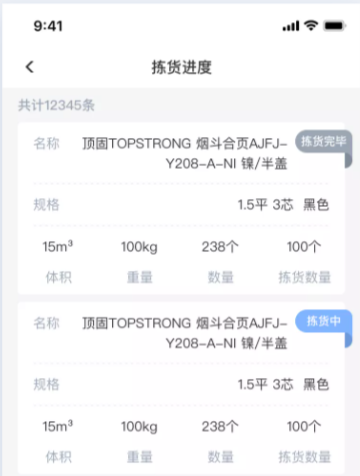 9:41
拣货进度
共计12345条
名称 顶固TOPSTRONG 烟斗合页AJFJ- 拣货完毕
Y208-A-NI 镍/半盖
规格 1.5平 3芯 黑色
15m³ 100kg 238个 100个
体积 重量 数量 拣货数量
名称 顶固TOPSTRONG 烟斗合页AJFJ- 拣货中
Y208-A-NI 镍/半盖
规格 1.5平 3芯 黑色
15m³ 100kg 238个 100个
体积 重量 数量 拣货数量